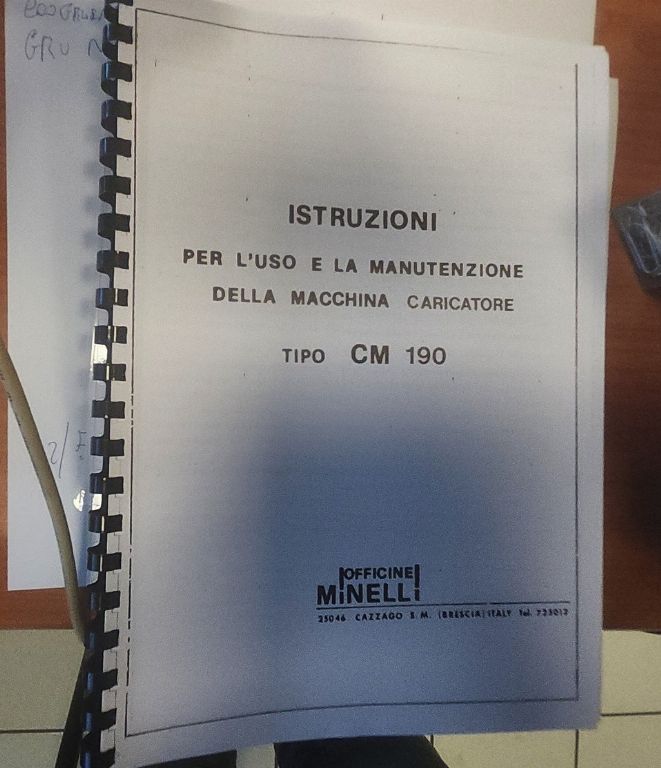 GRU
ISTRUZIONI
PER L'USO E LA MANUTENZIONE
DELLA MACCHINA CARICATORE
TIPO CM 190
OFFICINE
MINELLI
25046 CAZZAGO S.M. (BRESCIA) ITALY Tel. 725012